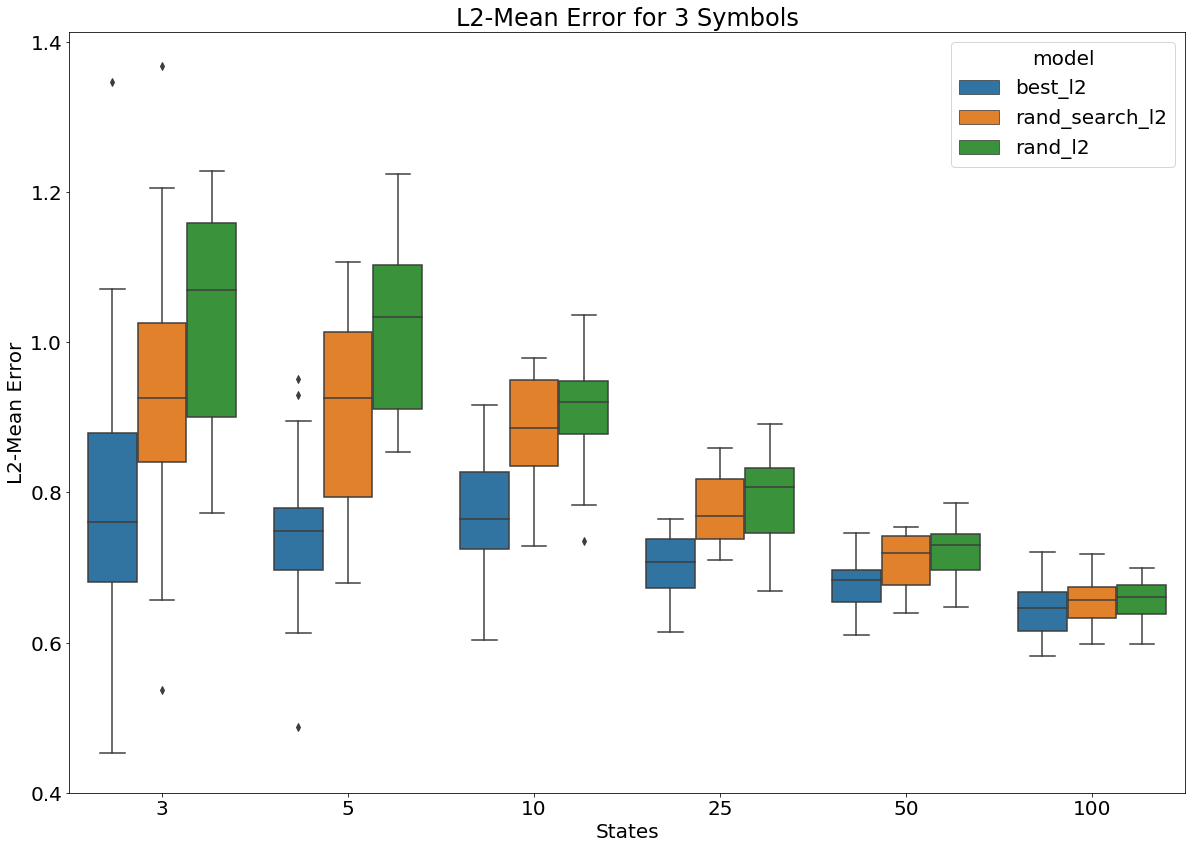 L2-Mean Error for 3 Symbols
model
best_l2
rand_search_l2
rand_l2
L2-Mean Error
1.4
1.2
1.0
0.8
0.6
0.4
3 5 10 25 50 100
States